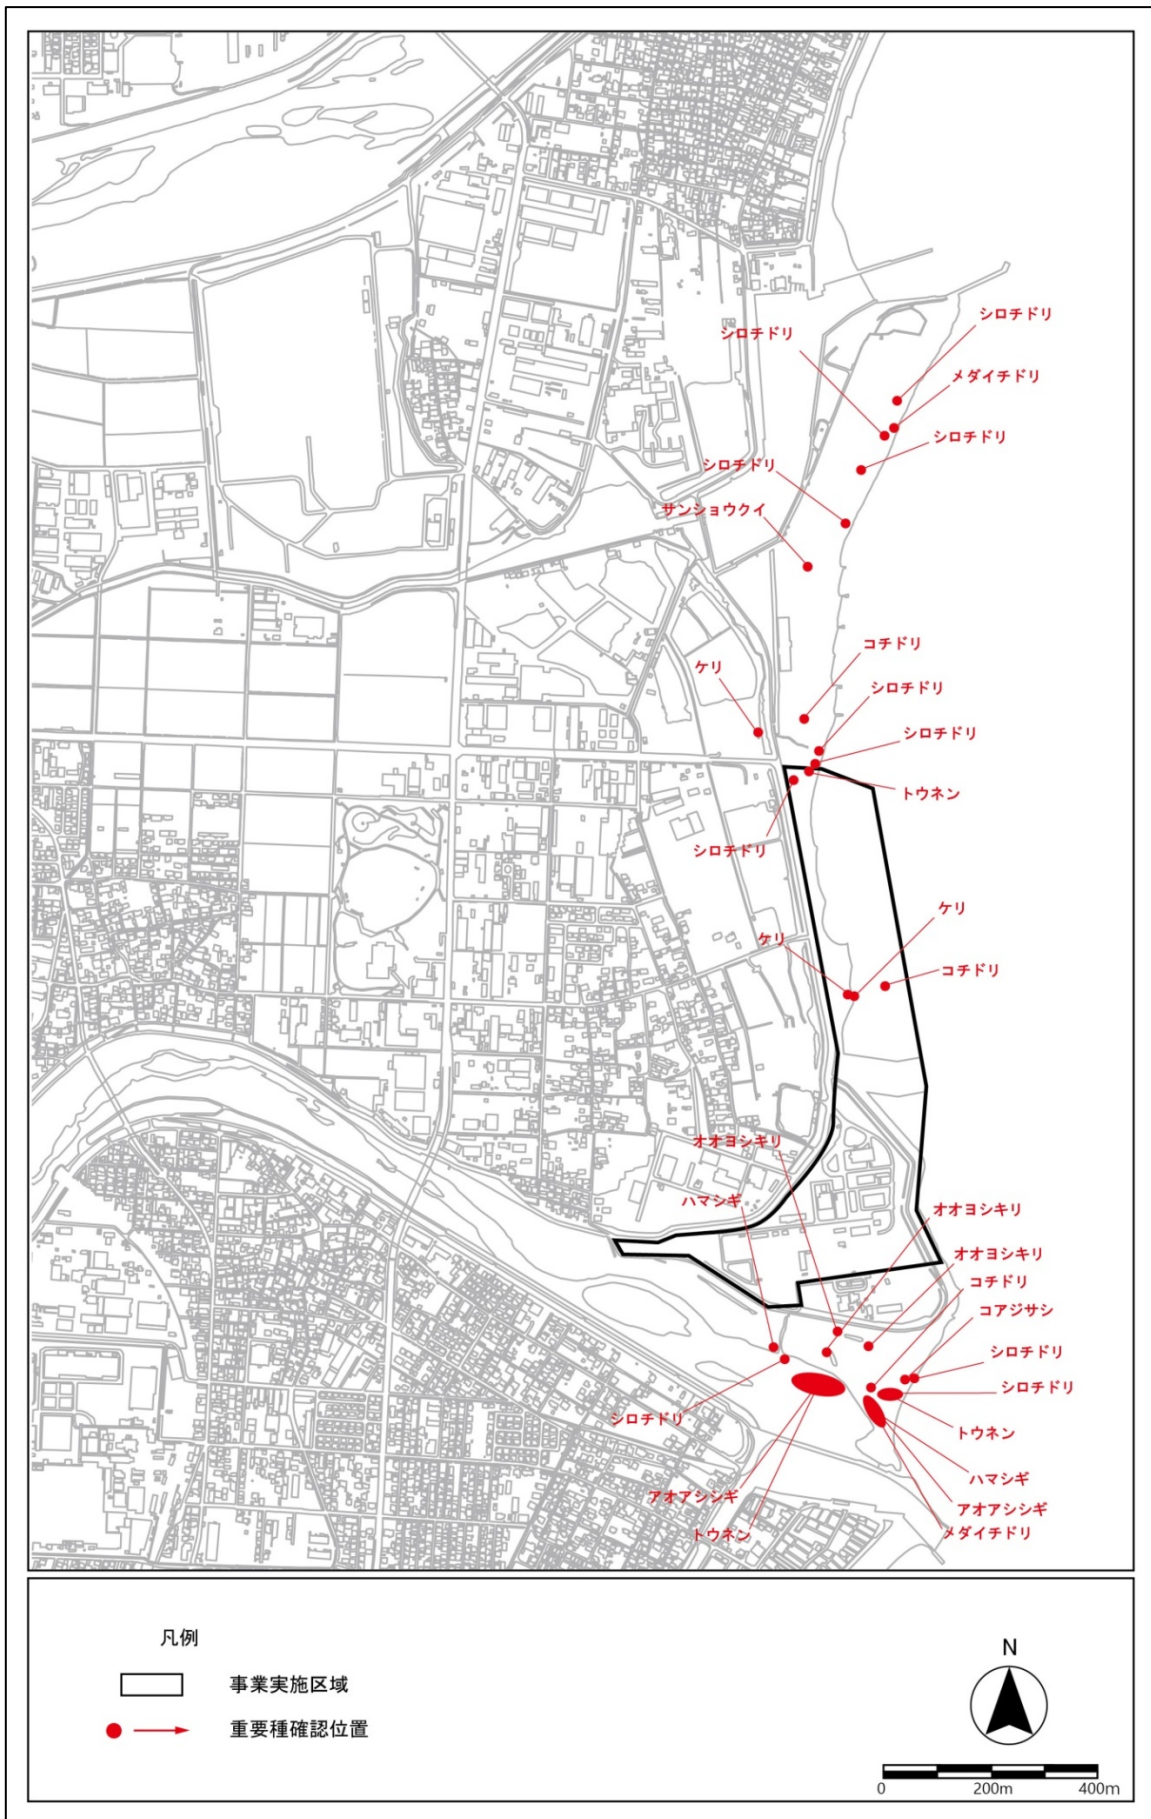 シロチドリ
シロチドリ
メダイチドリ
シロチドリ
シロチドリ
サンショウクイ
コチドリ
ケリ
シロチドリ
シロチドリ
トウネン
シロチドリ
ケリ
ケリ
コチドリ
オオヨシキリ
ハマシギ
オオヨシキリ
オオヨシキリ
コチドリ
コアジサシ
シロチドリ
シロチドリ
シロチドリ
トウネン
ハマシギ
アオアシシギ
アオアシシギ
トウネン
メダイチドリ
凡例
事業実施区域
重要種確認位置
N
0 200m 400m